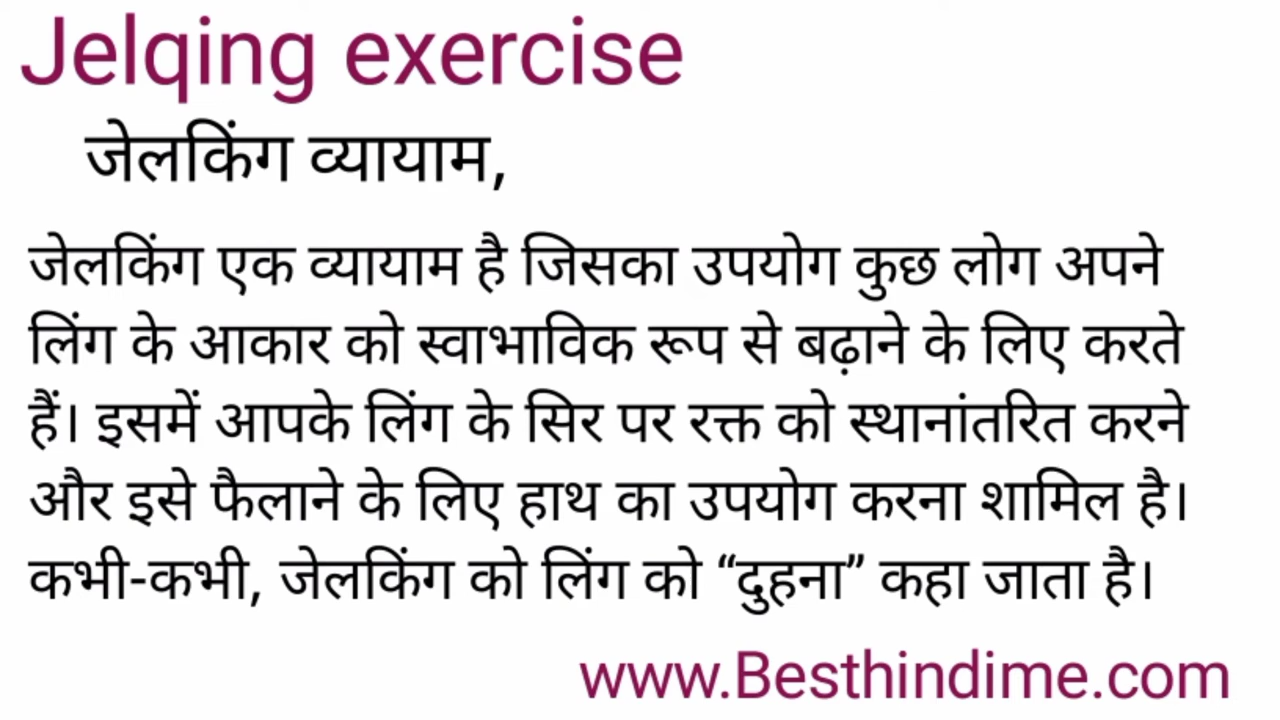 Jelqing exercise
जेलकिंग व्यायाम,
जेलकिंग एक व्यायाम है जिसका उपयोग कुछ लोग अपने
लिंग के आकार को स्वाभाविक रूप से बढ़ाने के लिए करते
हैं। इसमें आपके लिंग के सिर पर रक्त को स्थानांतरित करने
और इसे फैलाने के लिए हाथ का उपयोग करना शामिल है।
कभी-कभी, जेलकिंग को लिंग को “दुहना” कहा जाता है।
www.Besthindime.com